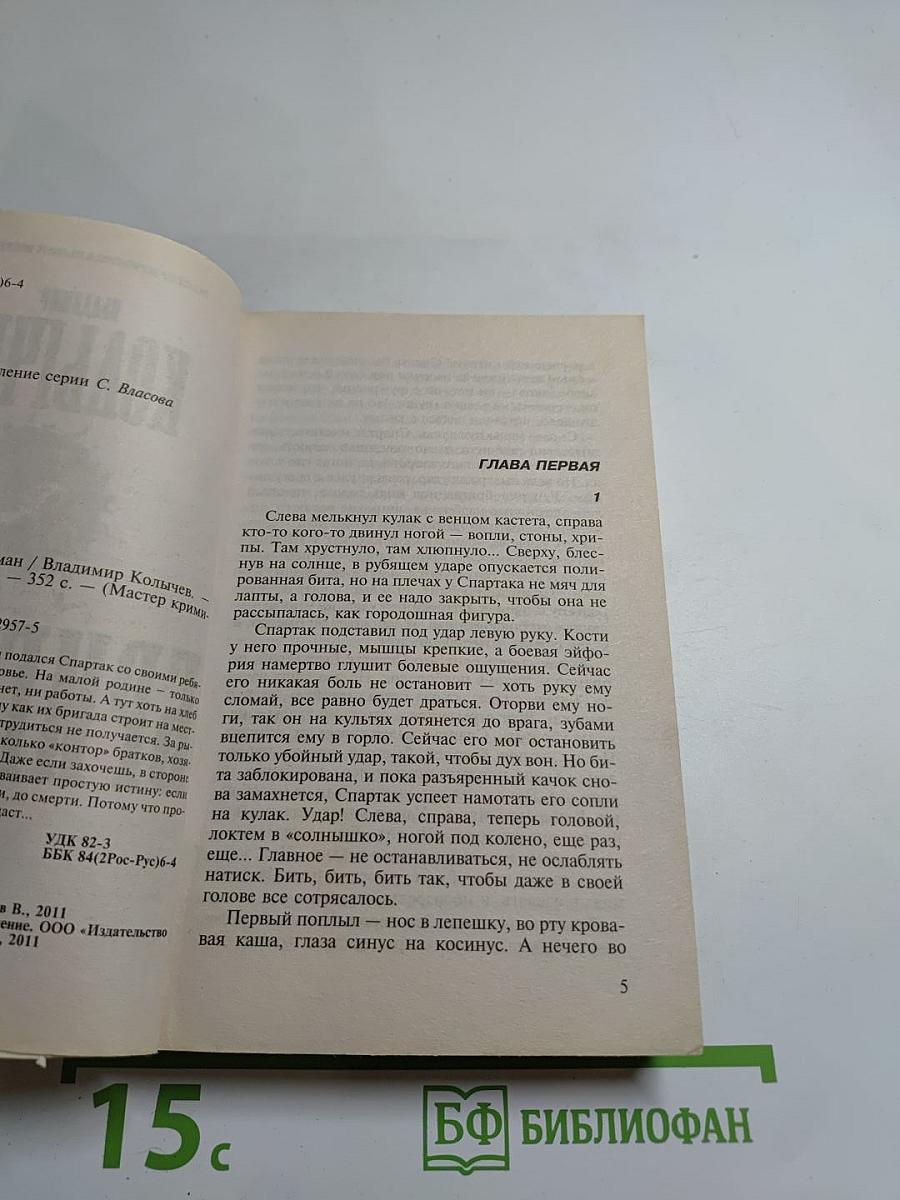 )6-4
ление серии С. Власова
ман / Владимир Колычев. –
— 352 с. — (Мастер крими-
2957-5
подался Спартак со своими ребя-
овье. На малой родине – только
нет, ни работы. А тут хоть на хлеб
у как их бригада строит на мест-
трудиться не получается. За ры-
сколько «контор» братков, хозя-
Даже если захочешь, в стороне
ваивает простую истину: если
и, до смерти. Потому что про-
даст...
УДК 82-3
ББК 84(2Рос-Рус)6-4
в В., 2011
ение. ООО «Издательство
, 2011
ГЛАВА ПЕРВАЯ
1
Слева мелькнул кулак с венцом кастета, справа
кто-то кого-то двинул ногой — вопли, стоны, хри-
пы. Там хрустнуло, там хлюпнуло... Сверху, блес-
нув на солнце, в рубящем ударе опускается поли-
рованная бита, но на плечах у Спартака не мяч для
лапты, а голова, и ее надо закрыть, чтобы она не
рассыпалась, как городошная фигура.
Спартак подставил под удар левую руку. Кости
у него прочные, мышцы крепкие, а боевая эйфо-
рия намертво глушит болевые ощущения. Сейчас
его никакая боль не остановит — хоть руку ему
сломай, все равно будет драться. Оторви ему но-
ги, так он на культях дотянется до врага, зубами
вцепится ему в горло. Сейчас его мог остановить
только убойный удар, такой, чтобы дух вон. Но би-
та заблокирована, и пока разъяренный качок сно-
ва замахнется, Спартак успеет намотать его сопли
на кулак. Удар! Слева, справа, теперь головой,
локтем в «солнышко», ногой под колено, еще раз,
еще... Главное — не останавливаться, не ослаблять
натиск. Бить, бить, бить так, чтобы даже в своей
голове все сотрясалось.
Первый поплыл — нос в лепешку, во рту крова-
вая каша, глаза синус на косинус. А нечего во
5
15 с
БФ БИБЛИОФАН